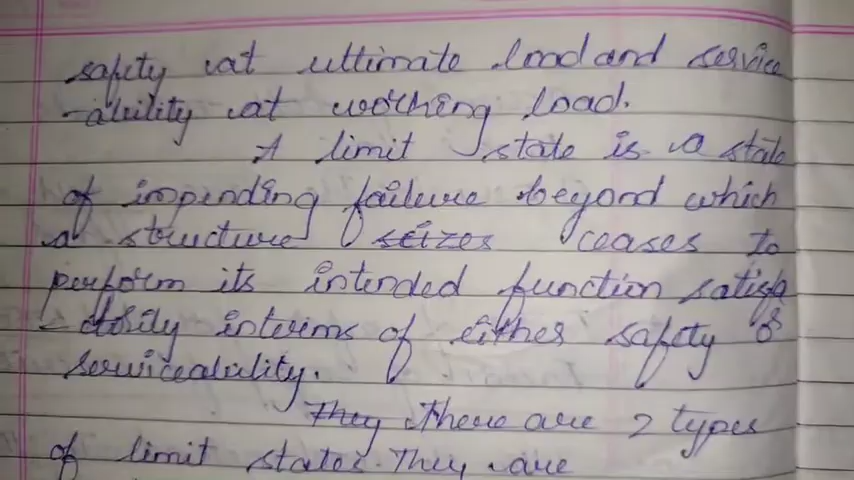 safety at ultimate load and service
-ability at working load.
A limit state is a state
of impending failure beyond which
a structure seizes ceases to
perform its intended function satisfa
- ctorily interms of either safety or
serviceability.
They There are 2 types
of limit states. They are